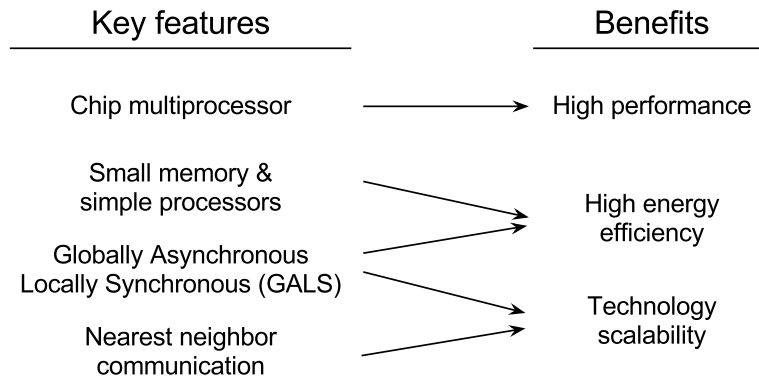 Key features
Benefits
Chip multiprocessor
High performance
Small memory &
simple processors
High energy
efficiency
Globally Asynchronous
Locally Synchronous (GALS)
Technology
scalability
Nearest neighbor
communication